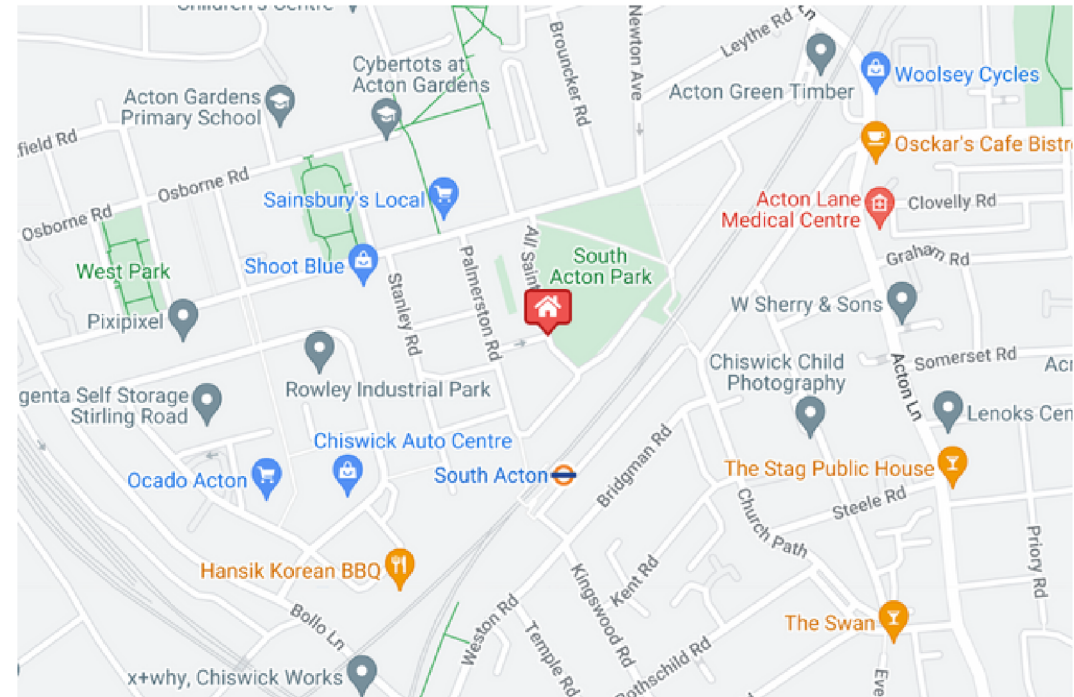 Children's Centre
Newton Ave
Brouncker Rd
Leythe Rd
Ln
Cybertots at
Acton Gardens
Acton Gardens
Primary School
Acton Green Timber
Woolsey Cycles
field Rd
Osckar's Cafe Bistr
Osborne Rd
Sainsbury's Local
Acton Lane
Medical Centre
Clovelly Rd
Osborne Rd
All Saint
South
Acton Park
Graham Rd
West Park
Shoot Blue
Stanley Rd
Palmerston Rd
W Sherry & Sons
Pixipixel
Chiswick Child
Photography
Somerset Rd
Acton Ln
Rowley Industrial Park
genta Self Storage
Stirling Road
Lenoks Cen
Chiswick Auto Centre
Ocado Acton
South Acton
Bridgman Rd
The Stag Public House
Steele Rd
Church Path
Priory Rd
Hansik Korean BBQ
Kent Rd
Kingswood Rd
Bollo Ln
Weston Rd
Temple Rd
The Swan
Rothschild Rd
x+why, Chiswick Works
Eve